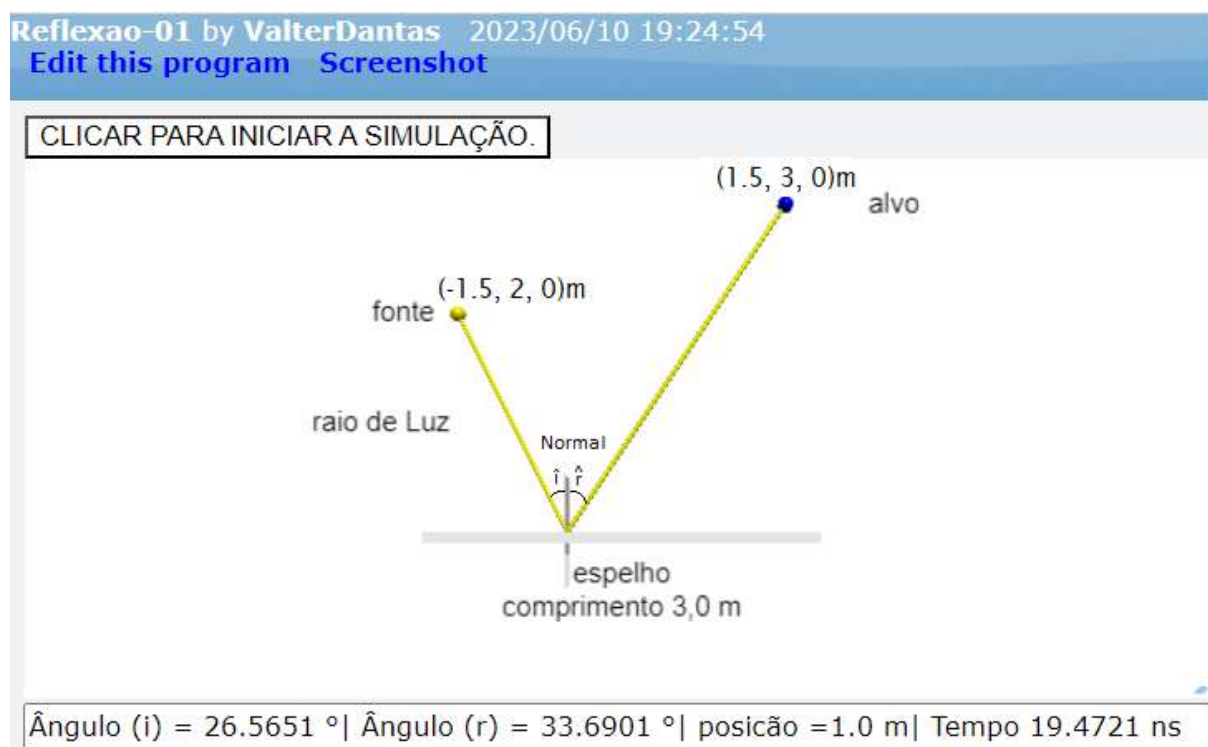 Reflexao-01 by ValterDantas 2023/06/10 19:24:54
Edit this program Screenshot
CLICAR PARA INICIAR A SIMULAÇÃO.
(1.5, 3, 0)m
alvo
(-1.5, 2, 0)m
fonte
raio de Luz
Normal
î r̂
espelho
comprimento 3,0 m
Ângulo (i) = 26.5651 °| Ângulo (r) = 33.6901 °| posicão =1.0 m| Tempo 19.4721 ns